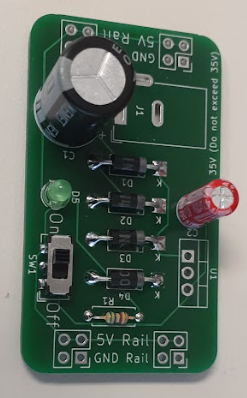 5V Rail
GND Rail
J1
35V (Do not exceed 35V)
C1
D1
K
D2
K
D5
On
D3
K
SW1
U1
D4
K
Off
R1
5V Rail
GND Rail